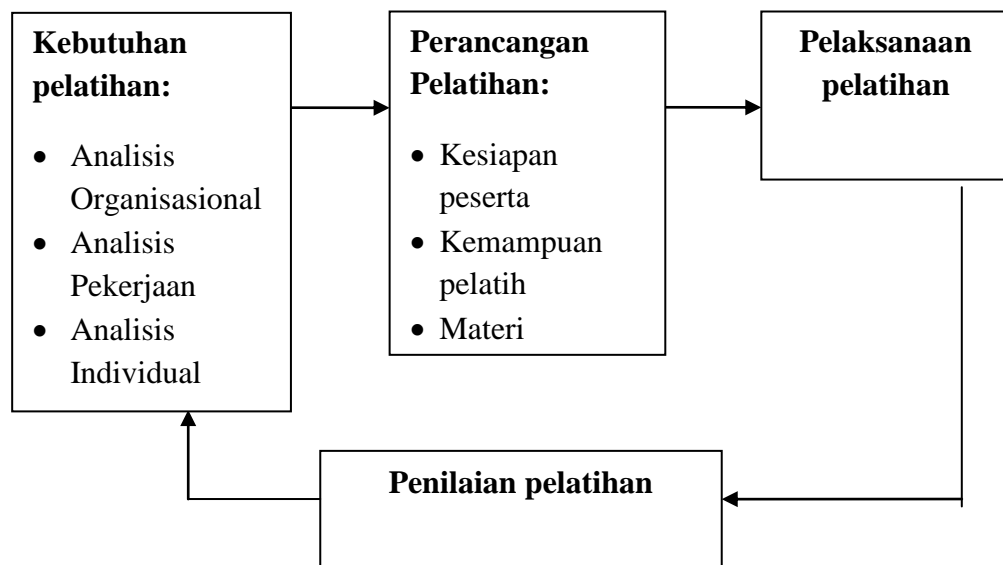 Kebutuhan
pelatihan:
• Analisis
Organisasional
• Analisis
Pekerjaan
• Analisis
Individual
Perancangan
Pelatihan:
• Kesiapan
peserta
• Kemampuan
pelatih
• Materi
Pelaksanaan
pelatihan
Penilaian pelatihan